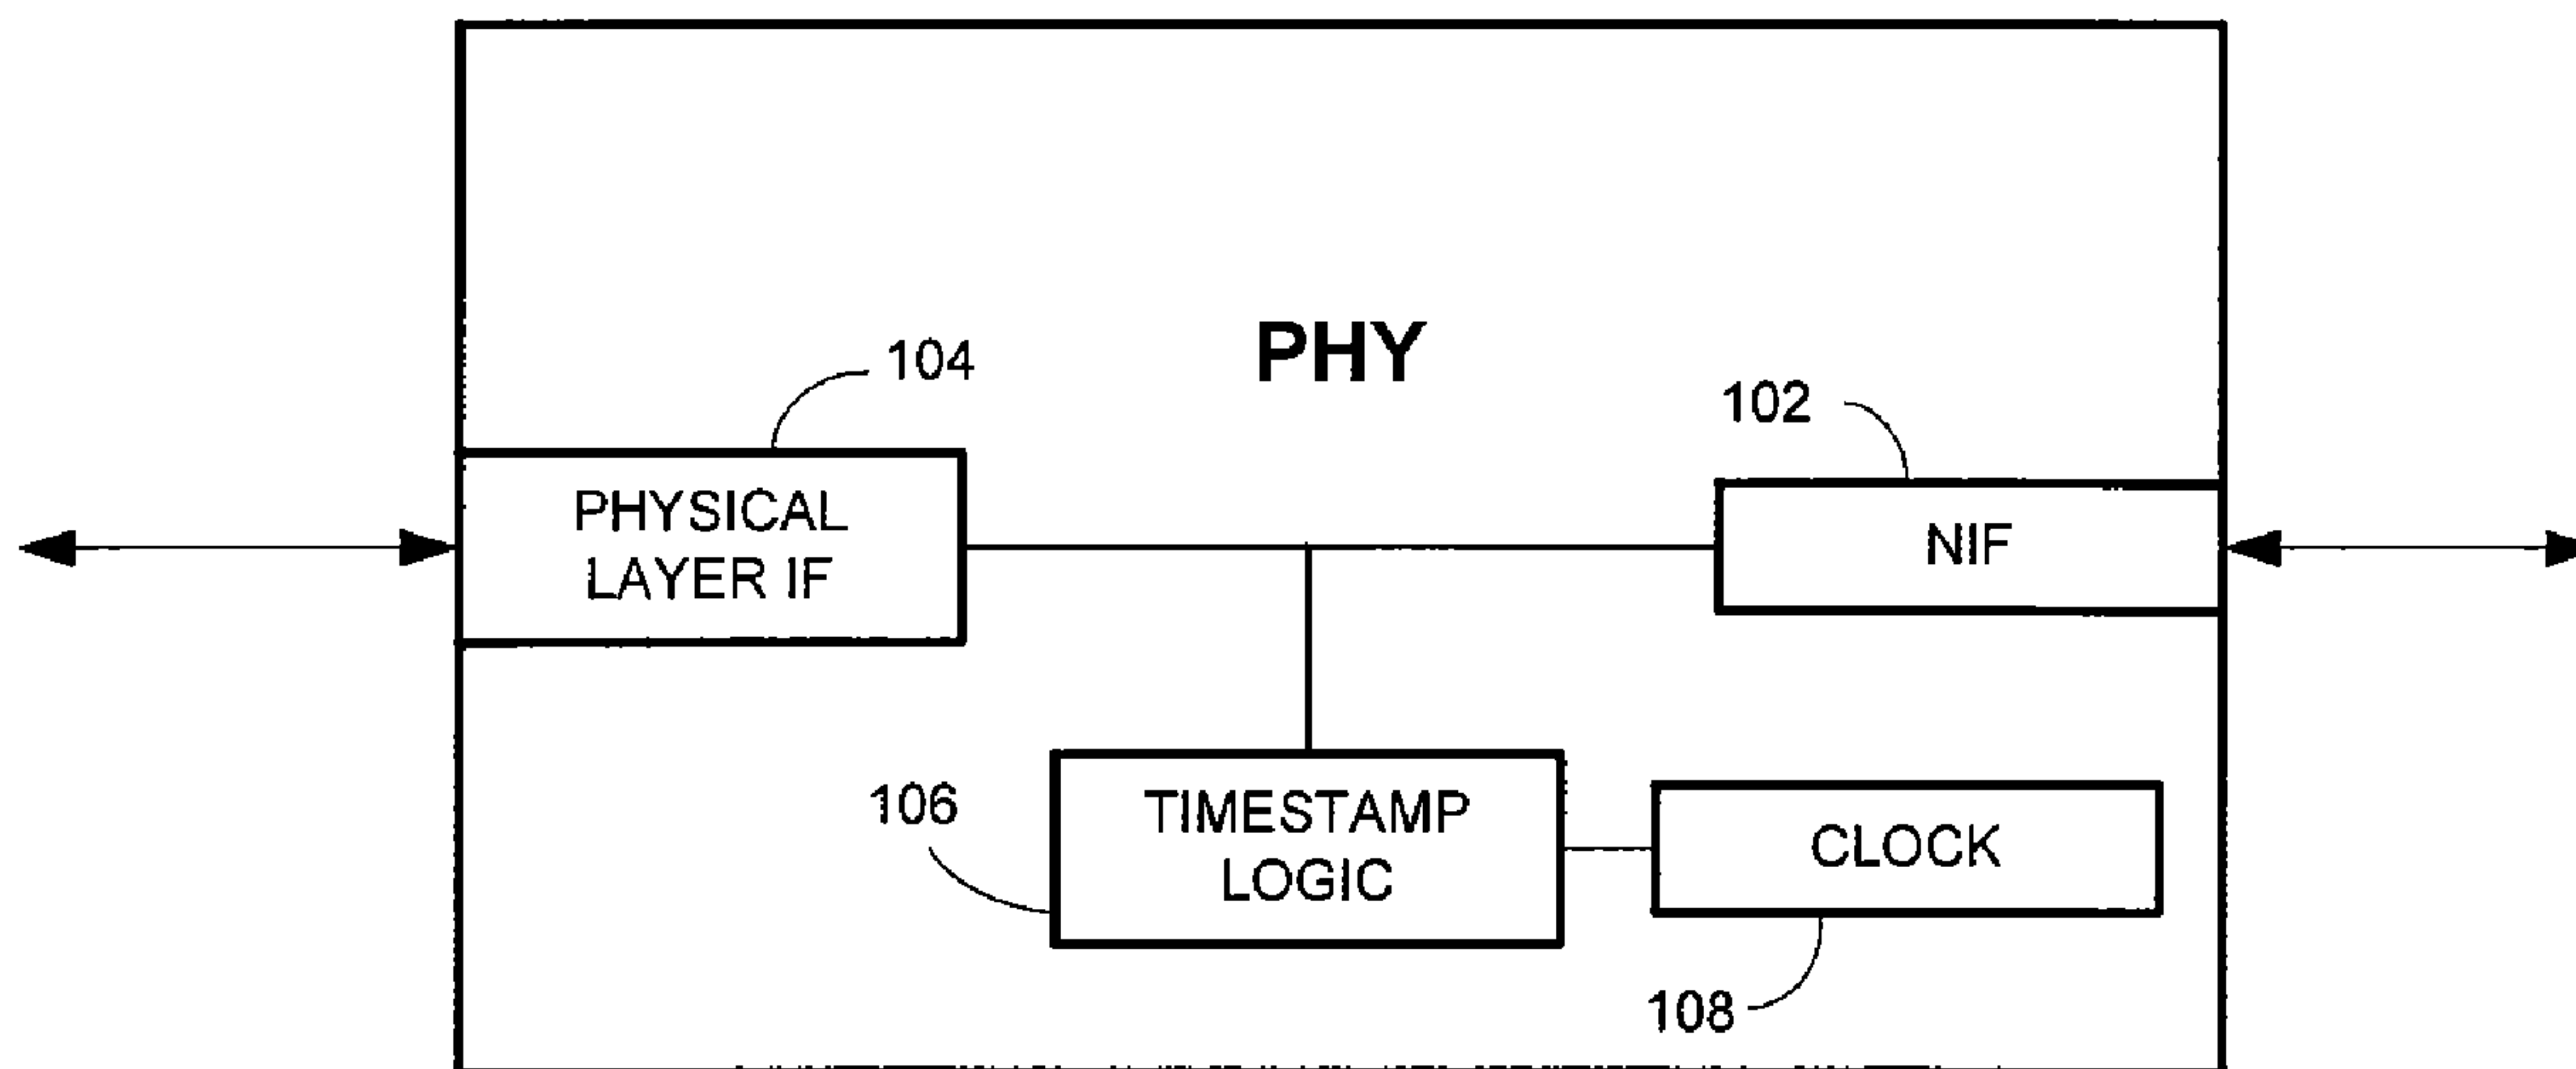 PHY
104
102
PHYSICAL
LAYER IF
NIF
106
TIMESTAMP
LOGIC
CLOCK
108